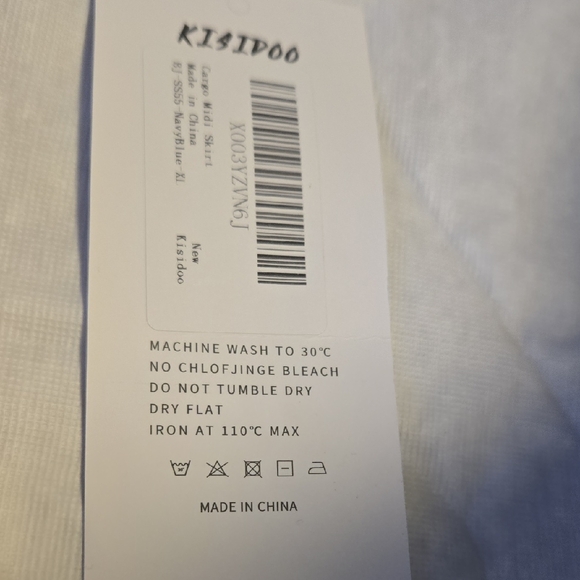 KISIDOO
X003YZVN6J
Cargo Midi Skirt
Made in China
New
Kisidoo
MACHINE WASH TO 30℃
NO CHLOFJINGE BLEACH
DO NOT TUMBLE DRY
DRY FLAT
IRON AT 110℃ MAX
MADE IN CHINA